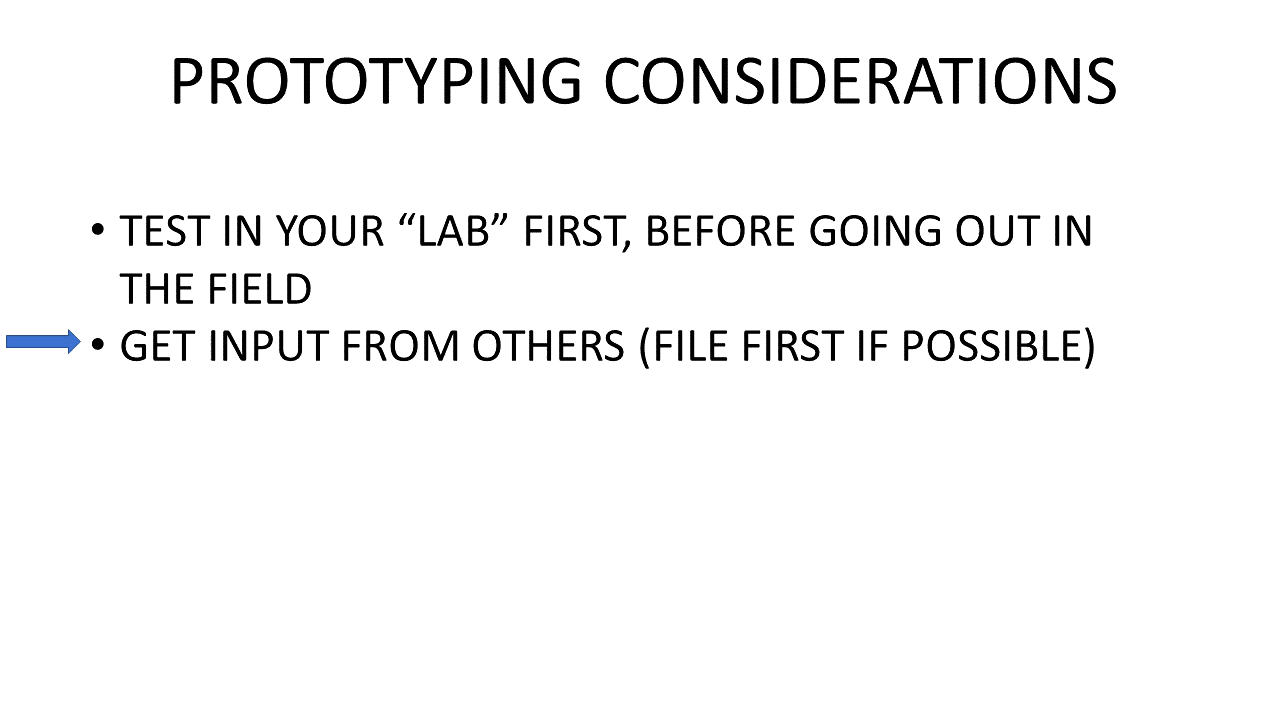 PROTOTYPING CONSIDERATIONS
• TEST IN YOUR “LAB” FIRST, BEFORE GOING OUT IN
THE FIELD
• GET INPUT FROM OTHERS (FILE FIRST IF POSSIBLE)